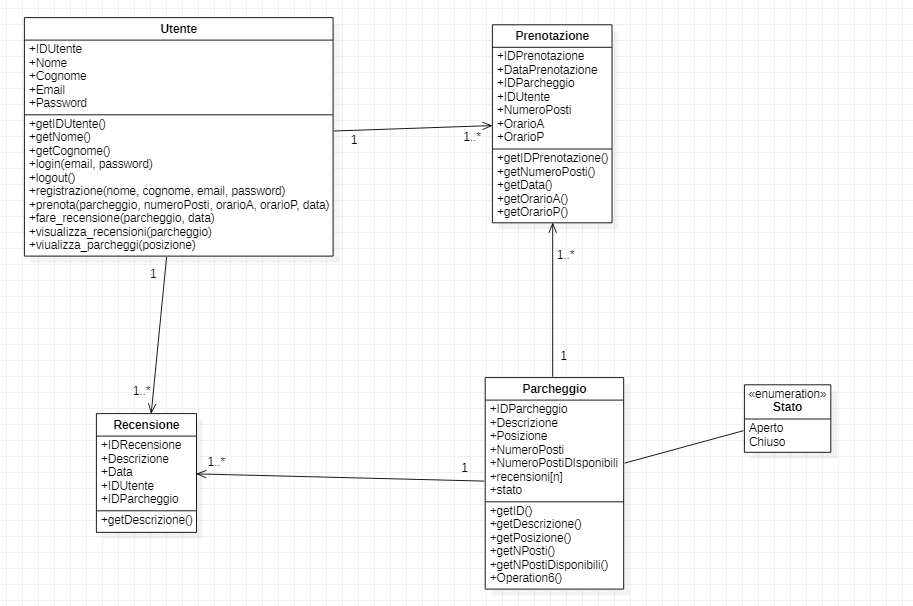 Utente
+IDUtente
+Nome
+Cognome
+Email
+Password
+getIDUtente()
+getNome()
+getCognome()
+login(email, password)
+logout()
+registrazione(nome, cognome, email, password)
+prenota(parcheggio, numeroPosti, orarioA, orarioP, data)
+fare_recensione(parcheggio, data)
+visualizza_recensioni(parcheggio)
+viualizza_parcheggi(posizione)
1
1..*
Prenotazione
+IDPrenotazione
+DataPrenotazione
+IDParcheggio
+IDUtente
+NumeroPosti
+OrarioA
+OrarioP
+getIDPrenotazione()
+getNumeroPosti()
+getData()
+getOrarioA()
+getOrarioP()
1..*
1
1
1..*
Recensione
+IDRecensione
+Descrizione
+Data
+IDUtente
+IDParcheggio
+getDescrizione()
1..*
1
Parcheggio
+IDParcheggio
+Descrizione
+Posizione
+NumeroPosti
+NumeroPostiDIsponibili
+recensioni[n]
+stato
+getID()
+getDescrizione()
+getPosizione()
+getNPosti()
+getNPostiDisponibili()
+Operation6()
«enumeration»
Stato
Aperto
Chiuso